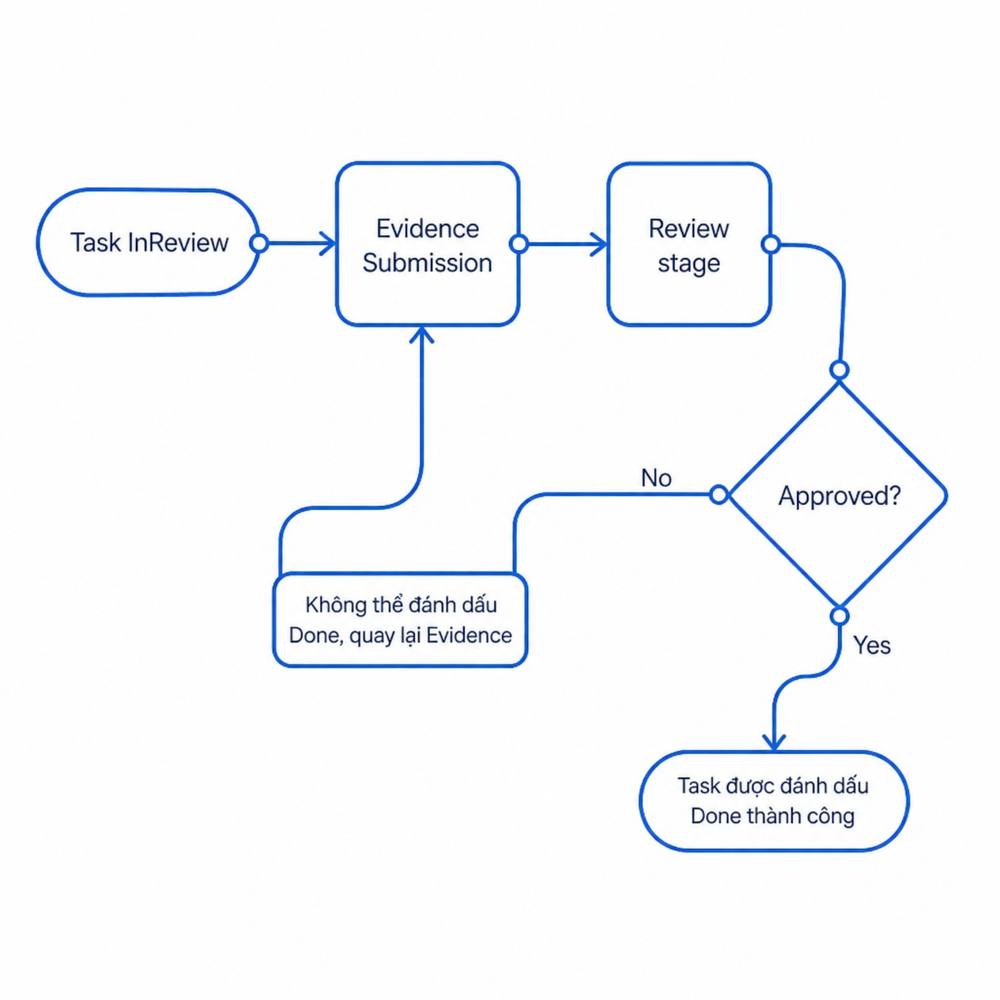 Task InReview
Evidence
Submission
Review
stage
Approved?
No
Yes
Không thể đánh dấu
Done, quay lại Evidence
Task được đánh dấu
Done thành công